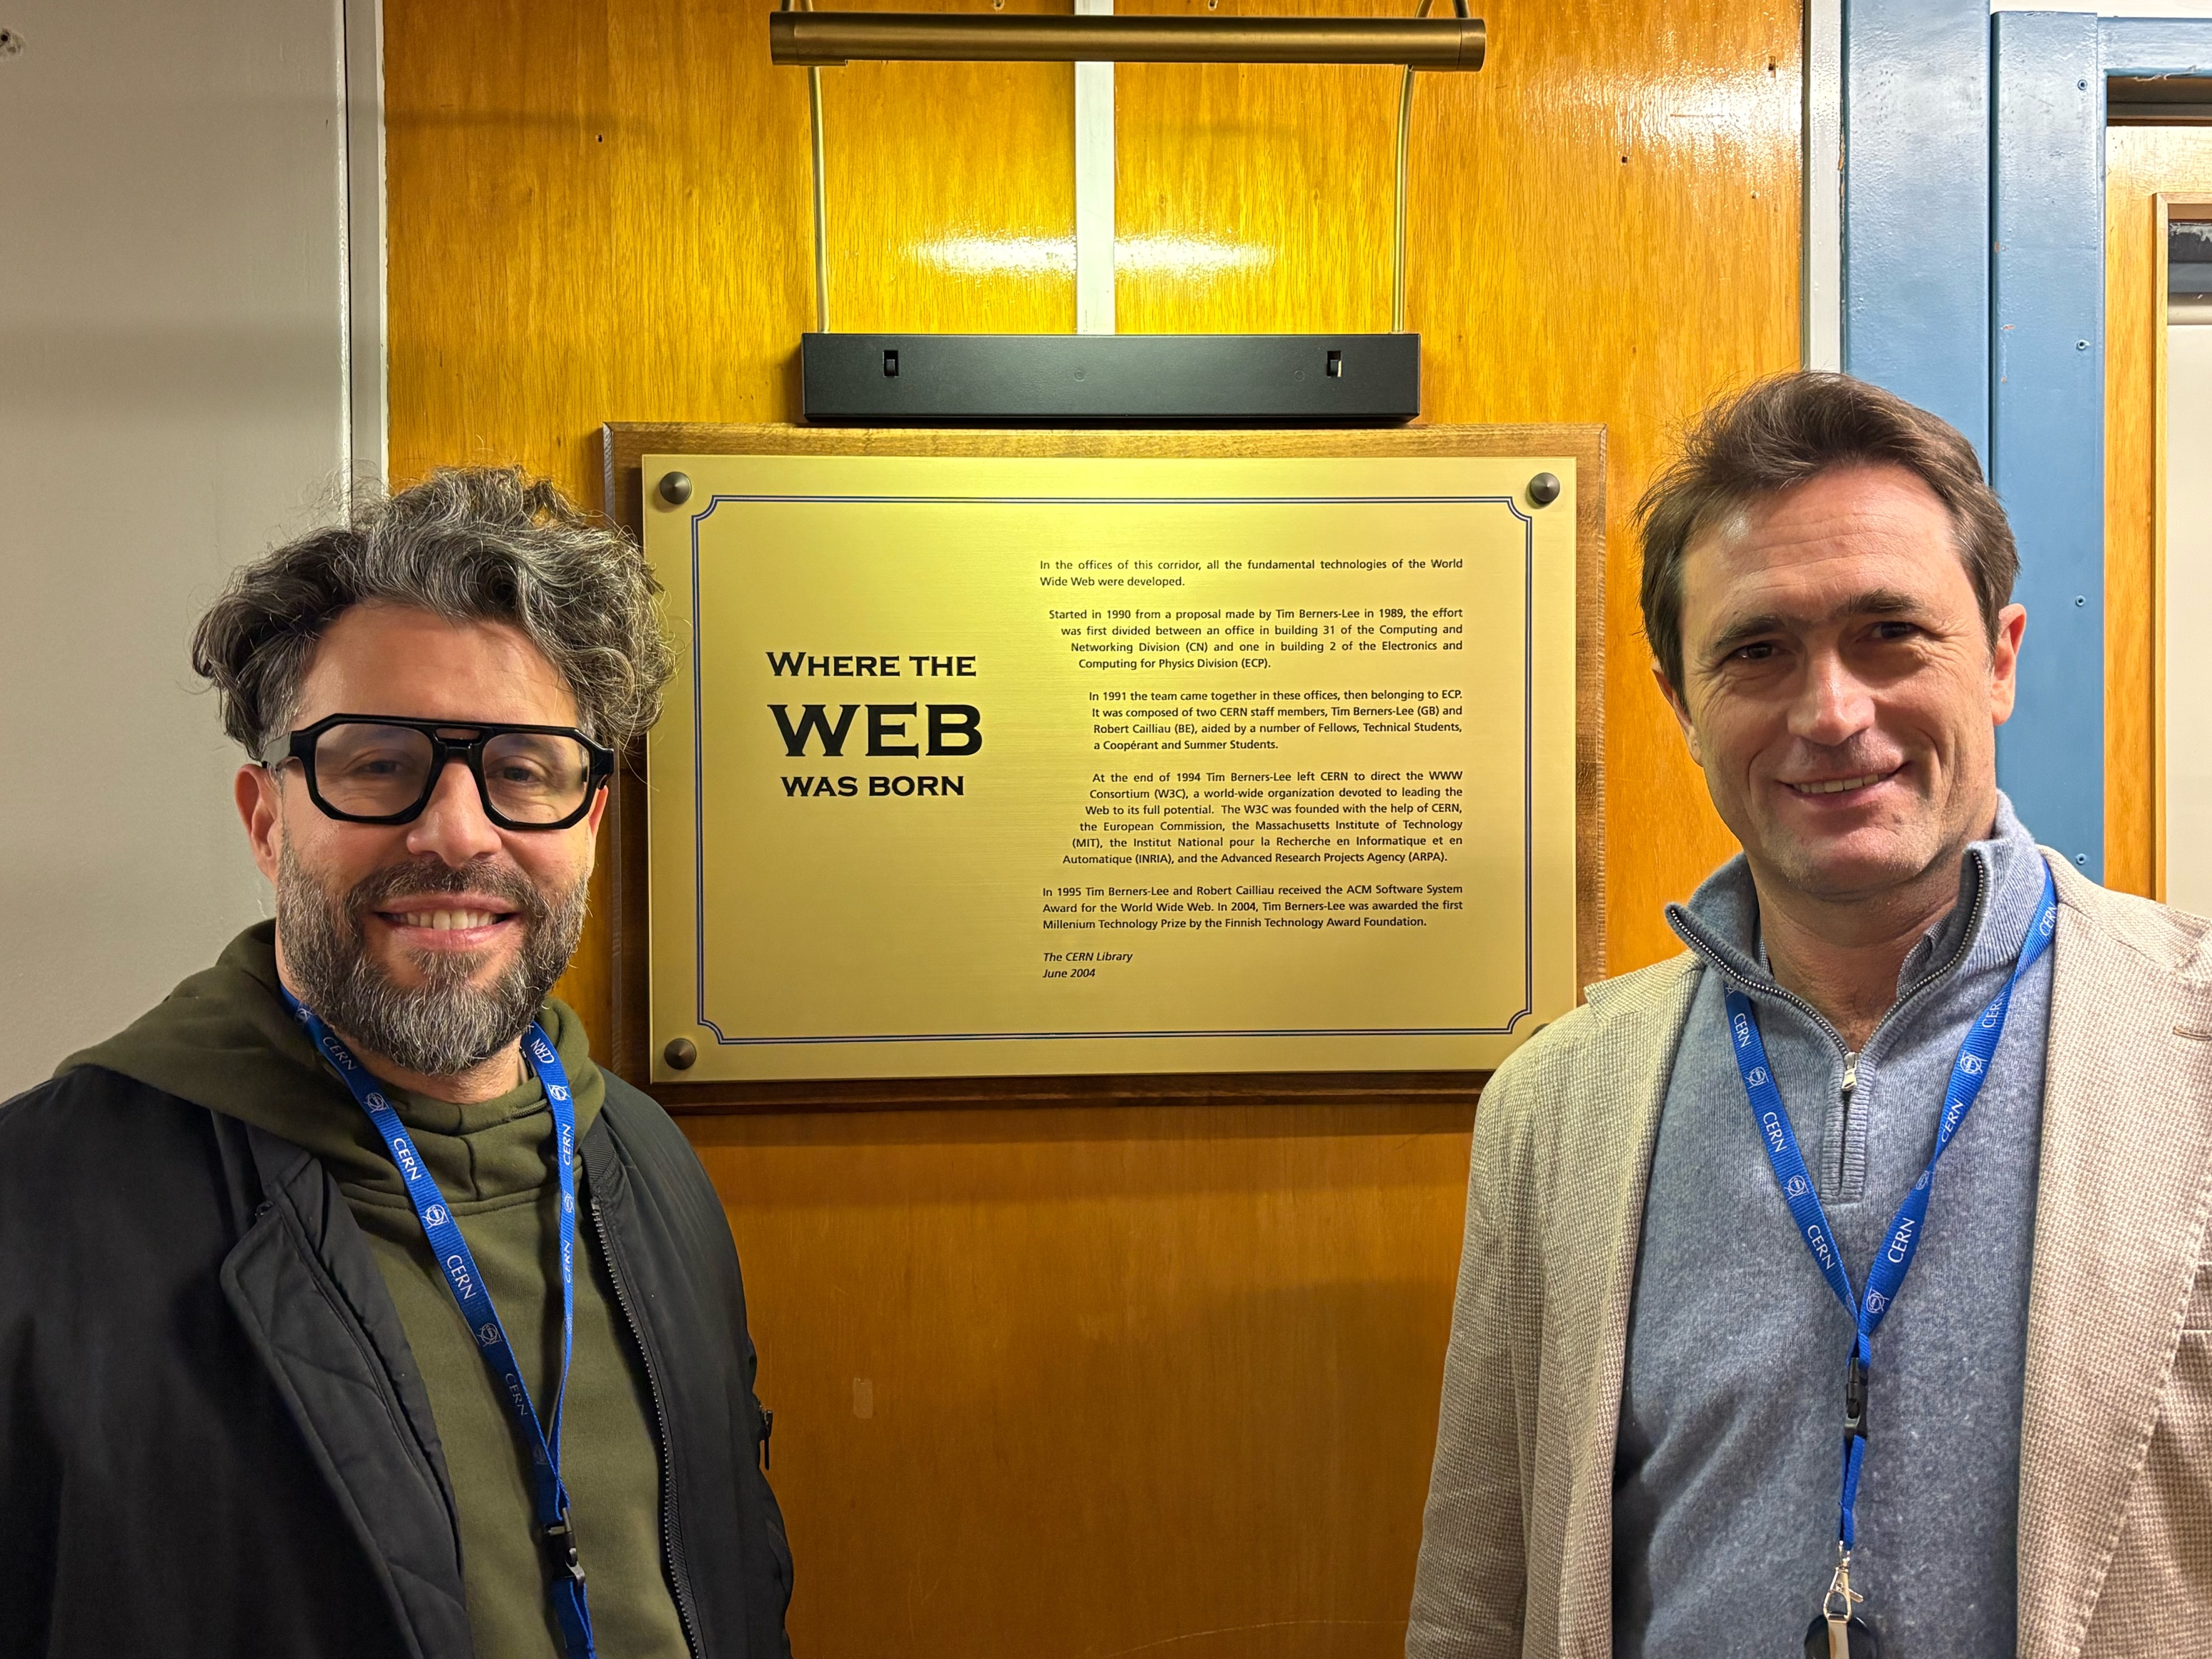 WHERE THE
WEB
WAS BORN
In the offices of this corridor, all the fundamental technologies of the World
Wide Web were developed.
Started in 1990 from a proposal made by Tim Berners-Lee in 1989, the effort
was first divided between an office in building 31 of the Computing and
Networking Division (CN) and one in building 2 of the Electronics and
Computing for Physics Division (ECP).
In 1991 the team came together in these offices, then belonging to ECP.
It was composed of two CERN staff members, Tim Berners-Lee (GB) and
Robert Cailliau (BE), aided by a number of Fellows, Technical Students,
a Coopérant and Summer Students.
At the end of 1994 Tim Berners-Lee left CERN to direct the WWW
Consortium (W3C), a world-wide organization devoted to leading the
Web to its full potential. The W3C was founded with the help of CERN,
the European Commission, the Massachusetts Institute of Technology
(MIT), the Institut National pour la Recherche en Informatique et en
Automatique (INRIA), and the Advanced Research Projects Agency (ARPA).
In 1995 Tim Berners-Lee and Robert Cailliau received the ACM Software System
Award for the World Wide Web. In 2004, Tim Berners-Lee was awarded the first
Millenium Technology Prize by the Finnish Technology Award Foundation.
The CERN Library
June 2004
CERN
CERN
CERN
CERN
CERN
CERN
CERN
CERN
CERN
CERN
CERN
CERN
CERN
CERN